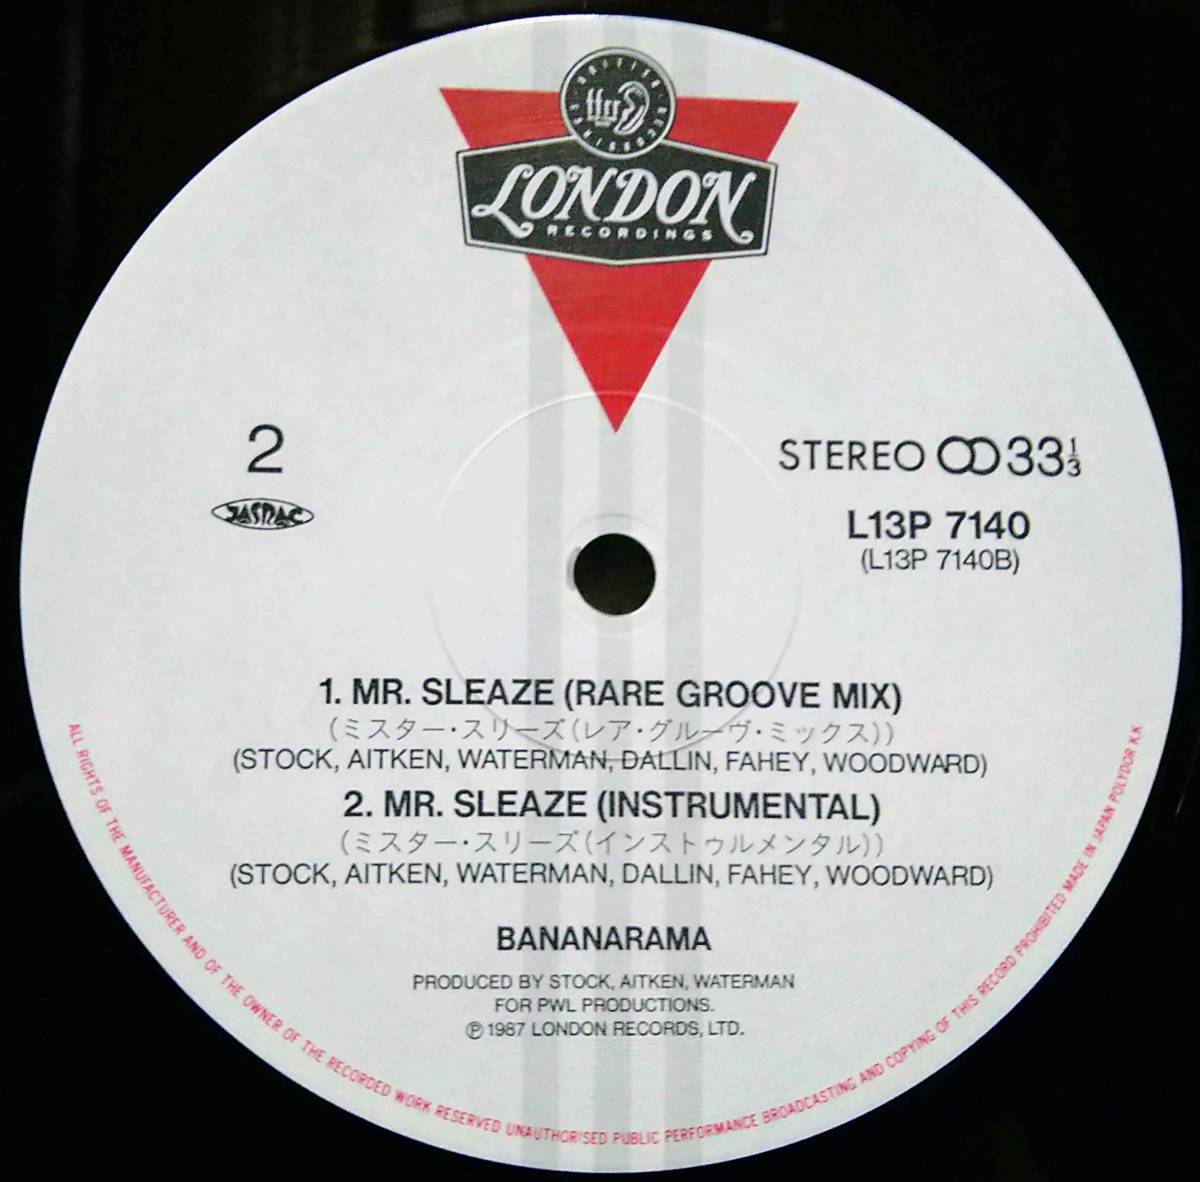 BRITISH RECORDINGS
ffrr
LONDON
RECORDINGS
2
JASRAC
STEREO 33 1/3
L13P 7140
(L13P 7140B)
1. MR. SLEAZE (RARE GROOVE MIX)
(ミスター・スリーズ(レア・グルーヴ・ミックス))
(STOCK, AITKEN, WATERMAN, DALLIN, FAHEY, WOODWARD)
2. MR. SLEAZE (INSTRUMENTAL)
(ミスター・スリーズ(インストゥルメンタル))
(STOCK, AITKEN, WATERMAN, DALLIN, FAHEY, WOODWARD)
BANANARAMA
PRODUCED BY STOCK, AITKEN, WATERMAN
FOR PWL PRODUCTIONS.
℗ 1987 LONDON RECORDS, LTD.
ALL RIGHTS OF THE MANUFACTURER AND OF THE OWNER OF THE RECORDED WORK RESERVED UNAUTHORISED PUBLIC PERFORMANCE BROADCASTING AND COPYING OF THIS RECORD PROHIBITED MADE IN JAPAN POLYDOR K.K